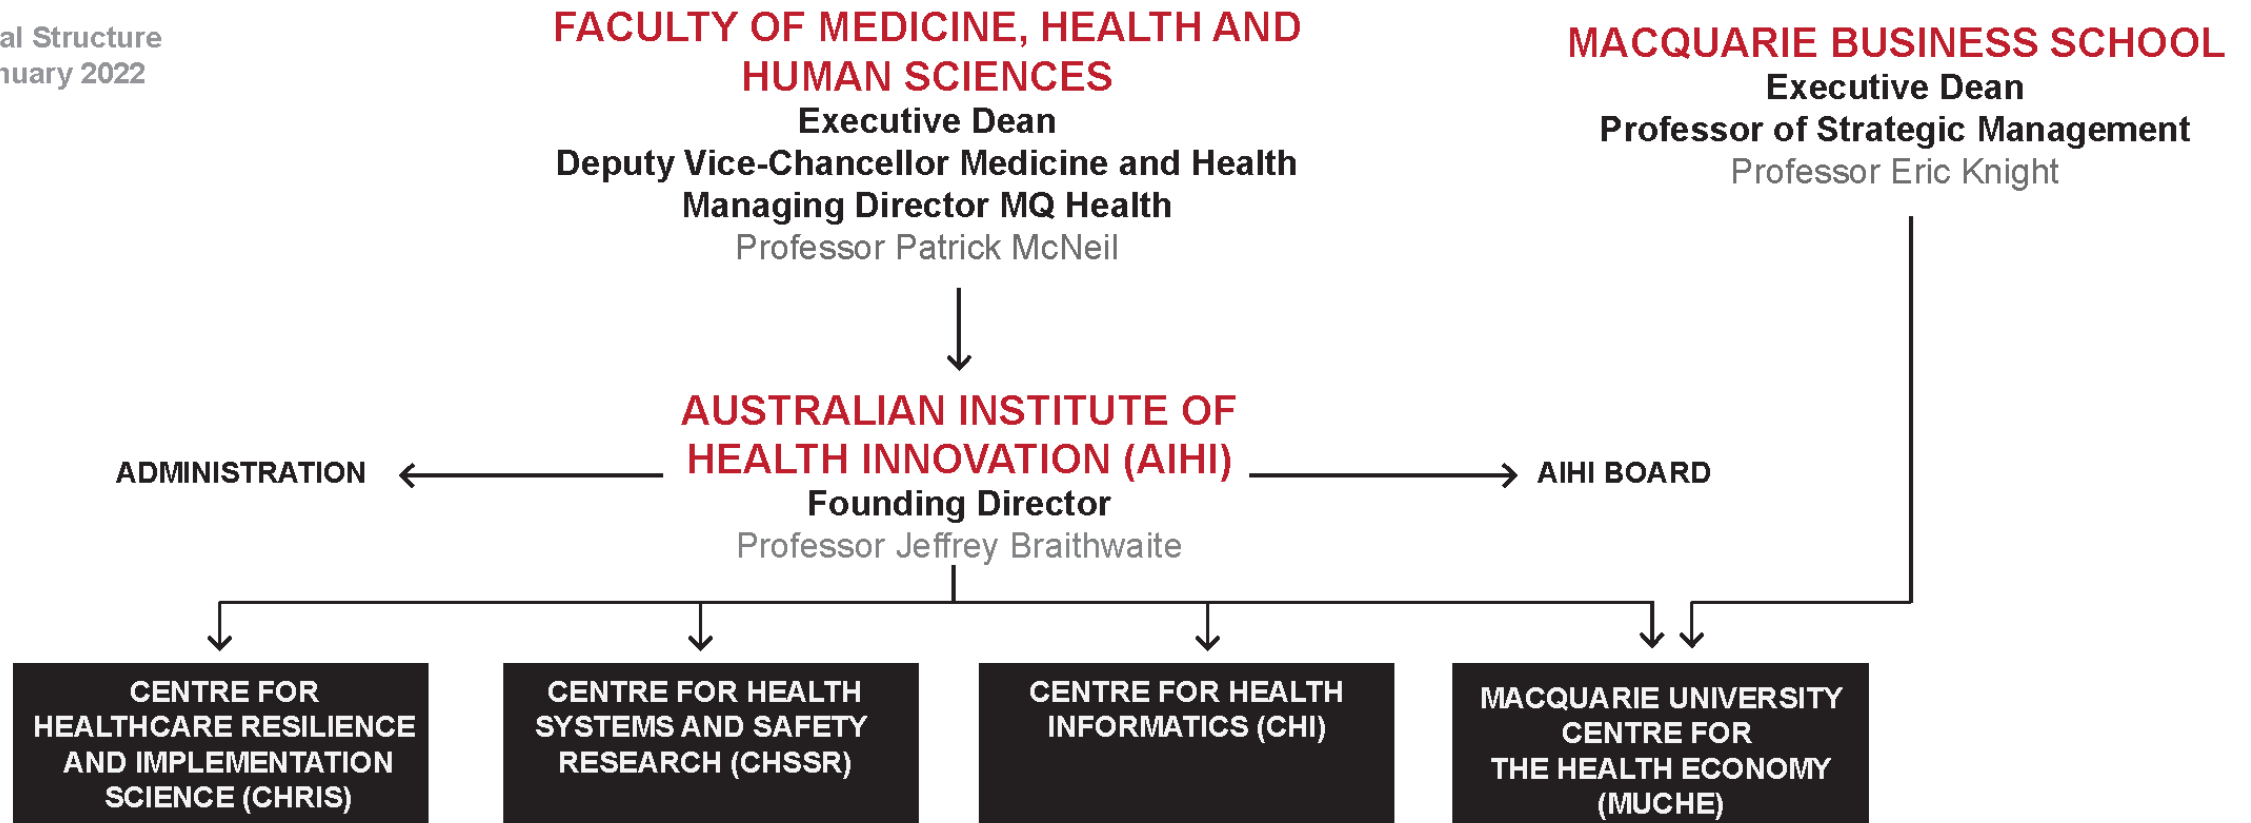 al Structure
nuary 2022
FACULTY OF MEDICINE, HEALTH AND
HUMAN SCIENCES
Executive Dean
Deputy Vice-Chancellor Medicine and Health
Managing Director MQ Health
Professor Patrick McNeil
MACQUARIE BUSINESS SCHOOL
Executive Dean
Professor of Strategic Management
Professor Eric Knight
ADMINISTRATION
AUSTRALIAN INSTITUTE OF
HEALTH INNOVATION (AIHI)
Founding Director
Professor Jeffrey Braithwaite
AIHI BOARD
CENTRE FOR
HEALTHCARE RESILIENCE
AND IMPLEMENTATION
SCIENCE (CHRIS)
CENTRE FOR HEALTH
SYSTEMS AND SAFETY
RESEARCH (CHSSR)
CENTRE FOR HEALTH
INFORMATICS (CHI)
MACQUARIE UNIVERSITY
CENTRE FOR
THE HEALTH ECONOMY
(MUCHE)